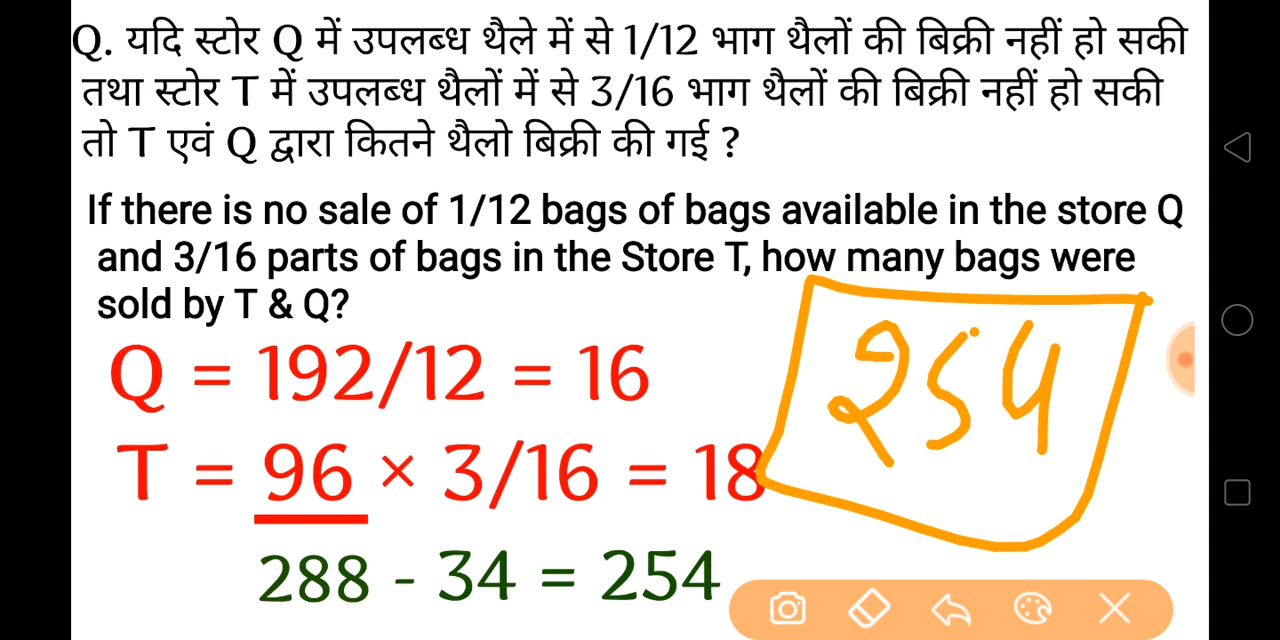 Q. यदि स्टोर Q में उपलब्ध थैले में से 1/12 भाग थैलों की बिक्री नहीं हो सकी
तथा स्टोर T में उपलब्ध थैलों में से 3/16 भाग थैलों की बिक्री नहीं हो सकी
तो T एवं Q द्वारा कितने थैलो बिक्री की गई ?
If there is no sale of 1/12 bags of bags available in the store Q
and 3/16 parts of bags in the Store T, how many bags were
sold by T & Q?
Q = 192/12 = 16
T = 96 × 3/16 = 18
254
288 - 34 = 254